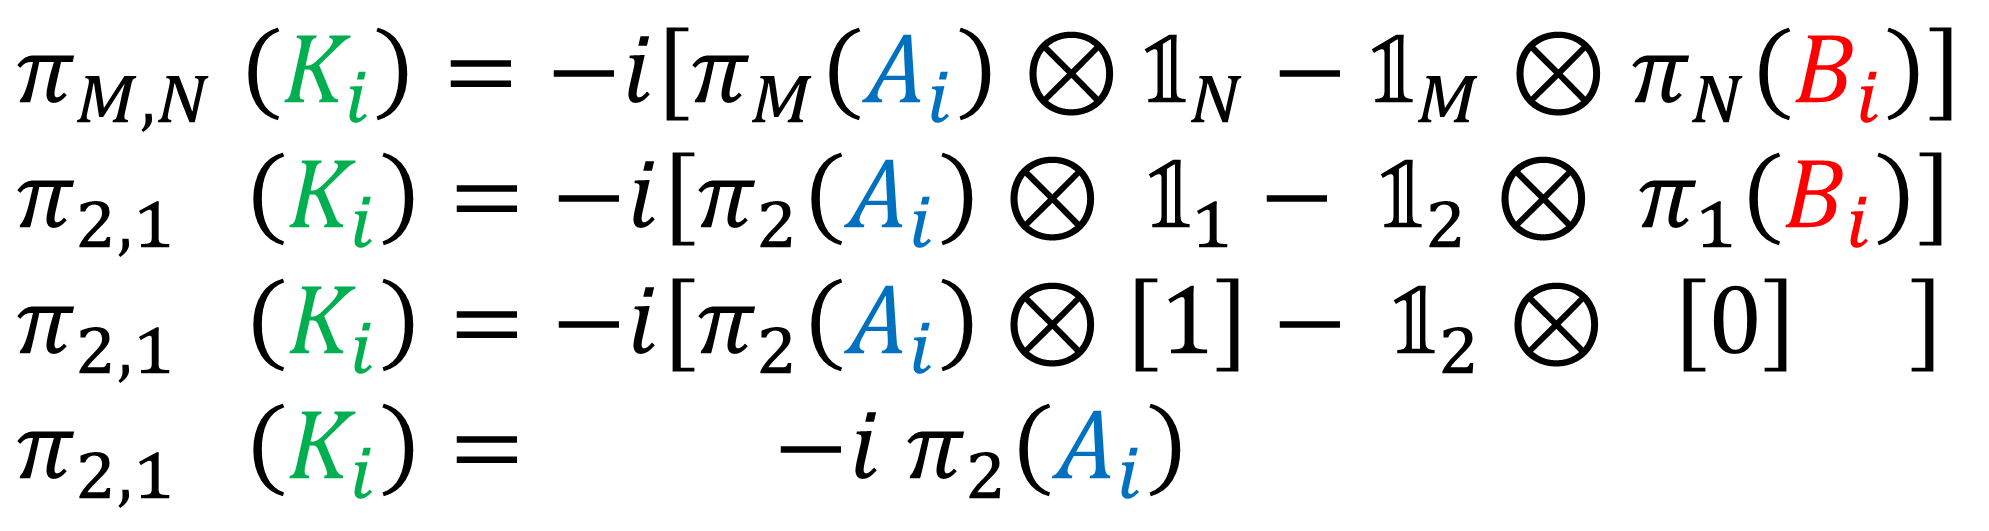 π_{M,N} (K_i) = −i[π_M(A_i) ⊗ 𝟙_N − 𝟙_M ⊗ π_N(B_i)]
π_{2,1} (K_i) = −i[π_2(A_i) ⊗ 𝟙_1 − 𝟙_2 ⊗ π_1(B_i)]
π_{2,1} (K_i) = −i[π_2(A_i) ⊗ [1] − 𝟙_2 ⊗ [0] ]
π_{2,1} (K_i) = −i π_2(A_i)